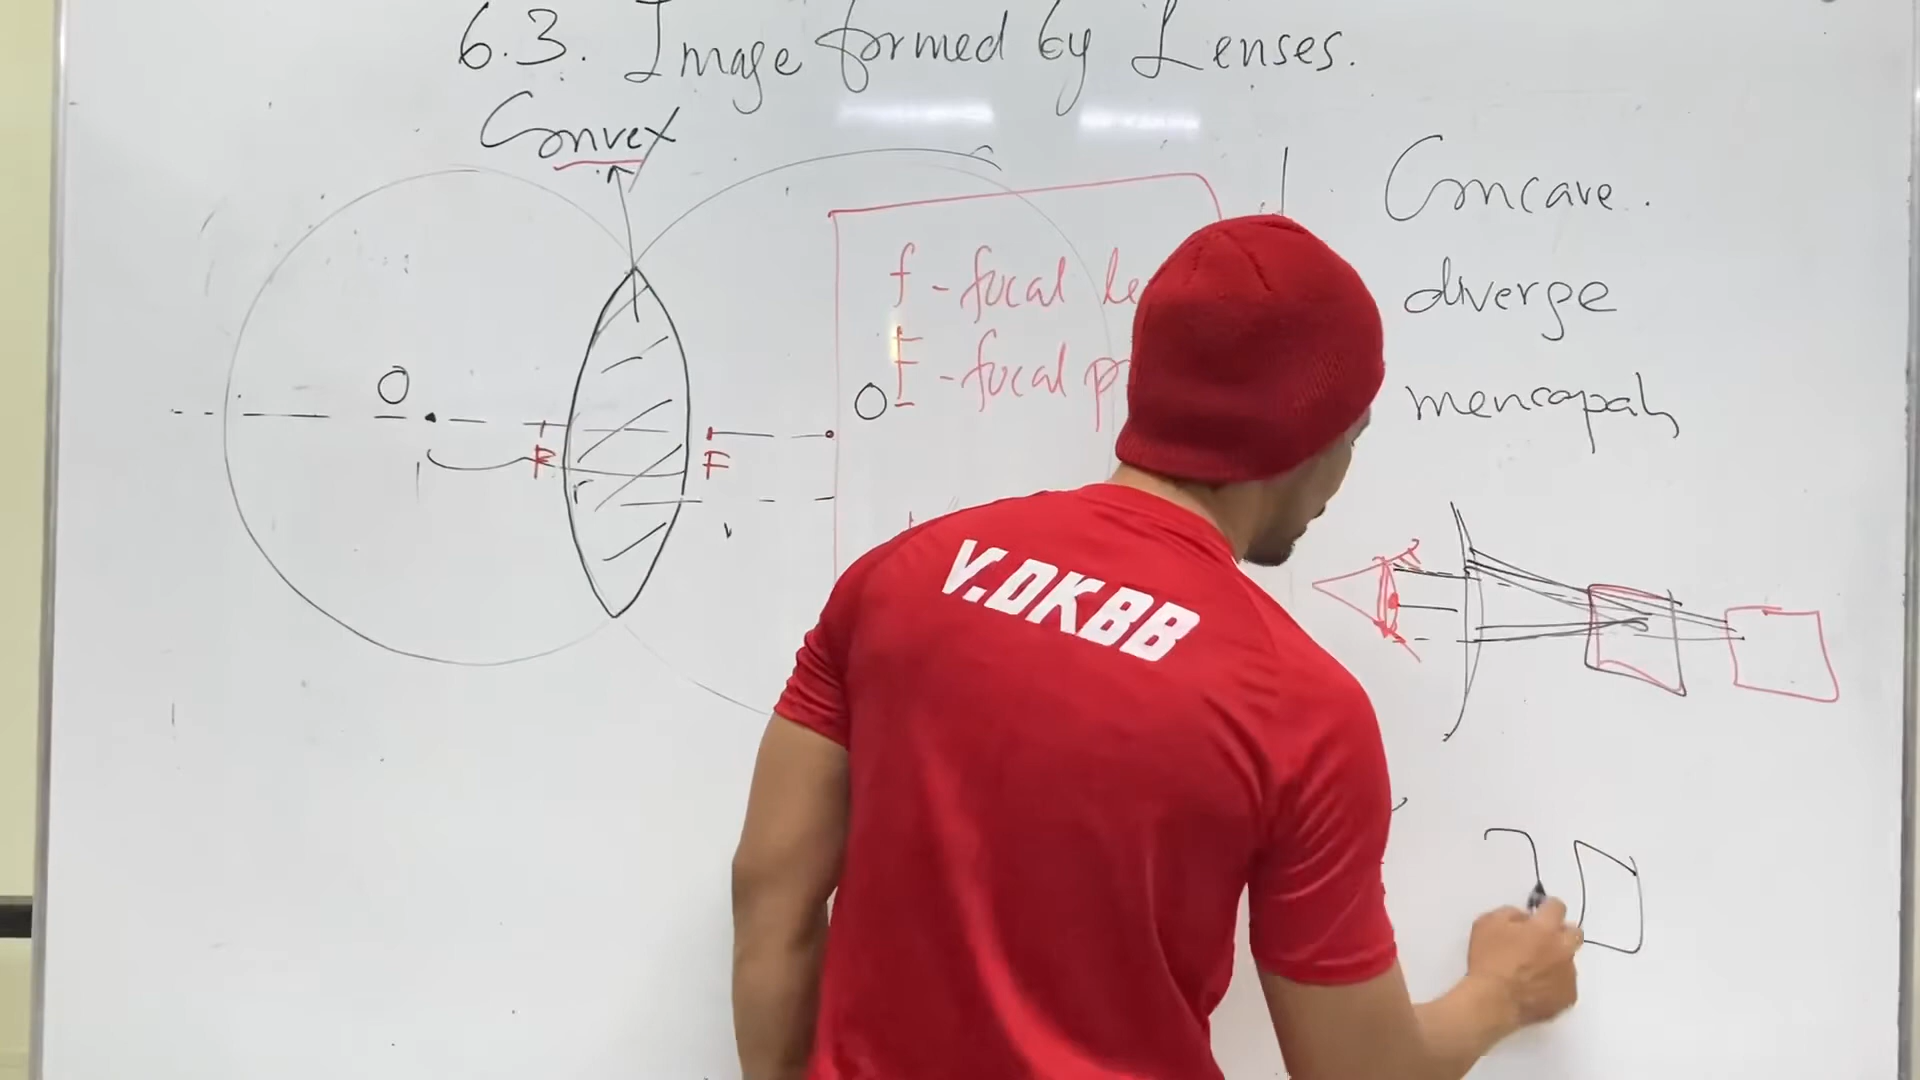 6.3. Image formed by Lenses.
Convex
Concave.
f - focal le
diverge
F - focal p
O
O
mencapah
F
F
r
V.DKBB